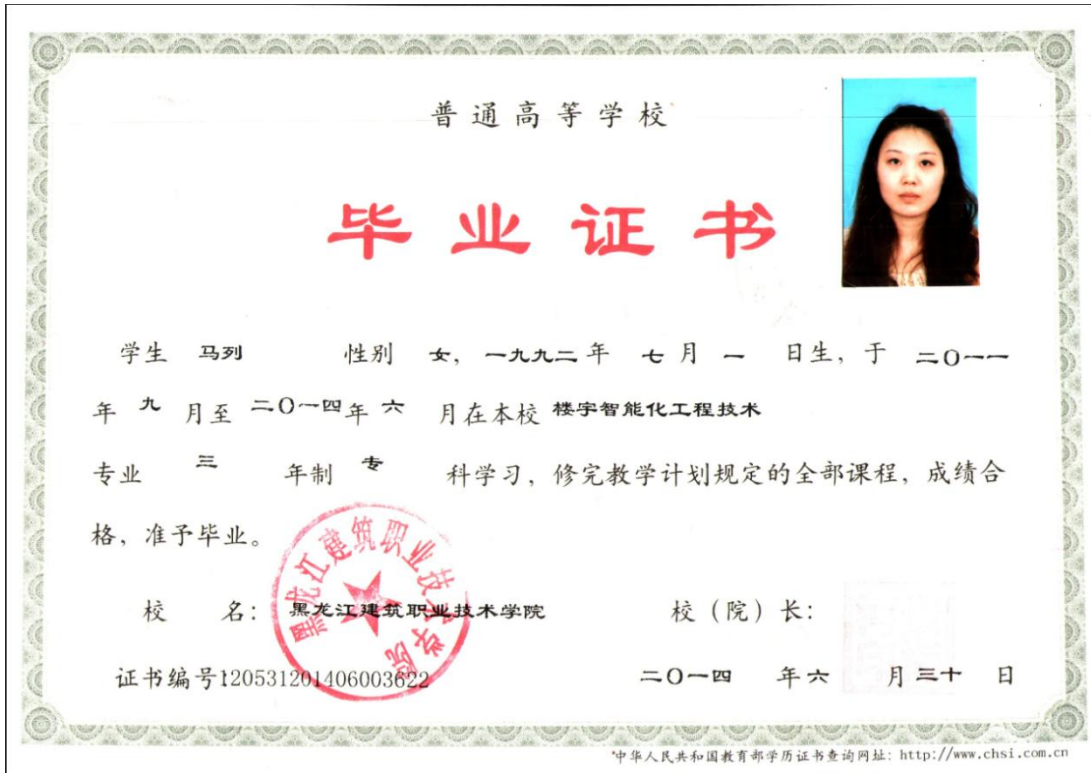 普通高等学校
毕业证书
学生 马列 性别 女，一九九二年 七月 一 日生，于 二〇一一
年 九 月至 二〇一四年 六 月在本校 楼宇智能化工程技术
专业 三 年制 专 科学习，修完教学计划规定的全部课程，成绩合
格，准予毕业。
黑龙江建筑职业技术学院
校 名：黑龙江建筑职业技术学院 校（院）长：
证书编号120531201406003622 二〇一四 年六 月三十 日
*中华人民共和国教育部学历证书查询网址：http://www.chsi.com.cn